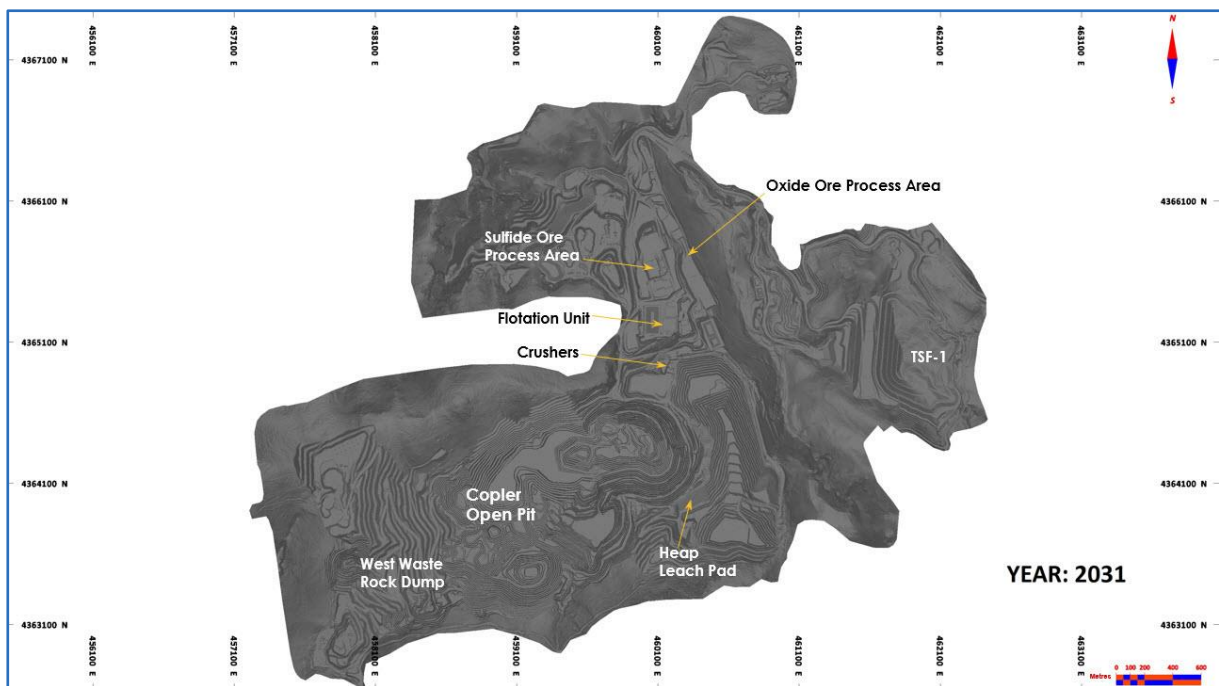 456100 E
457100 E
458100 E
459100 E
460100 E
461100 E
462100 E
463100 E
N
4367100 N
4367100 N
S
4366100 N
Oxide Ore Process Area
4366100 N
Sulfide Ore
Process Area
Flotation Unit
4365100 N
Crushers
TSF-1
4365100 N
4364100 N
Copler
Open Pit
4364100 N
West Waste
Rock Dump
Heap
Leach Pad
YEAR: 2031
4363100 N
4363100 N
456100 E
457100 E
458100 E
459100 E
460100 E
461100 E
462100 E
463100 E
0 100 200 400 600
Metres